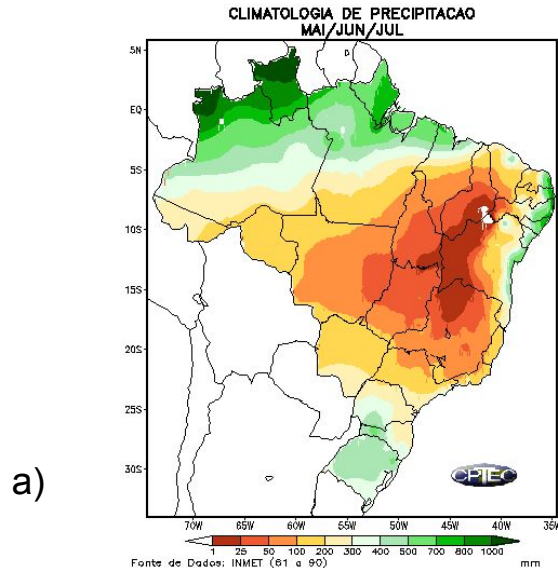 CLIMATOLOGIA DE PRECIPITACAO
MAI/JUN/JUL
5N
EQ
5S
10S
15S
20S
25S
30S
a)
CPTEC
70W 65W 60W 55W 50W 45W 40W 35W
1 25 50 100 200 300 400 500 700 800 1000
Fonte de Dados: INMET (61 a 90) mm